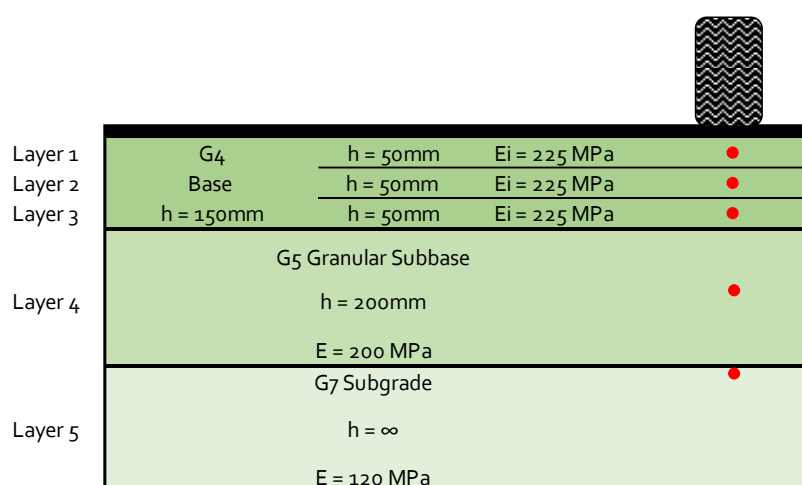 Layer 1 G4 h = 50mm Ei = 225 MPa
Layer 2 Base h = 50mm Ei = 225 MPa
Layer 3 h = 150mm h = 50mm Ei = 225 MPa
G5 Granular Subbase
Layer 4 h = 200mm
E = 200 MPa
G7 Subgrade
Layer 5 h = ∞
E = 120 MPa